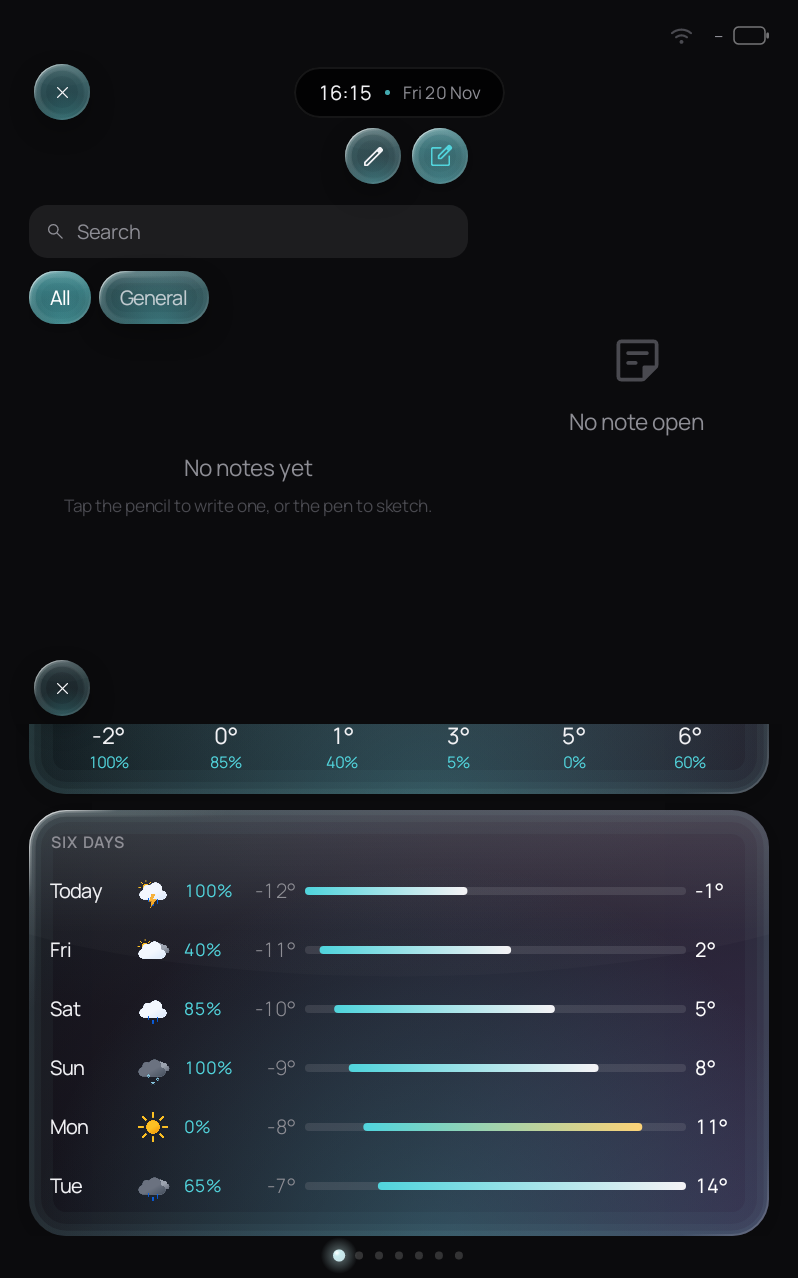 –
16:15 • Fri 20 Nov
Search
All General
No note open
No notes yet
Tap the pencil to write one, or the pen to sketch.
-2° 0° 1° 3° 5° 6°
100% 85% 40% 5% 0% 60%
SIX DAYS
Today 100% -12° -1°
Fri 40% -11° 2°
Sat 85% -10° 5°
Sun 100% -9° 8°
Mon 0% -8° 11°
Tue 65% -7° 14°